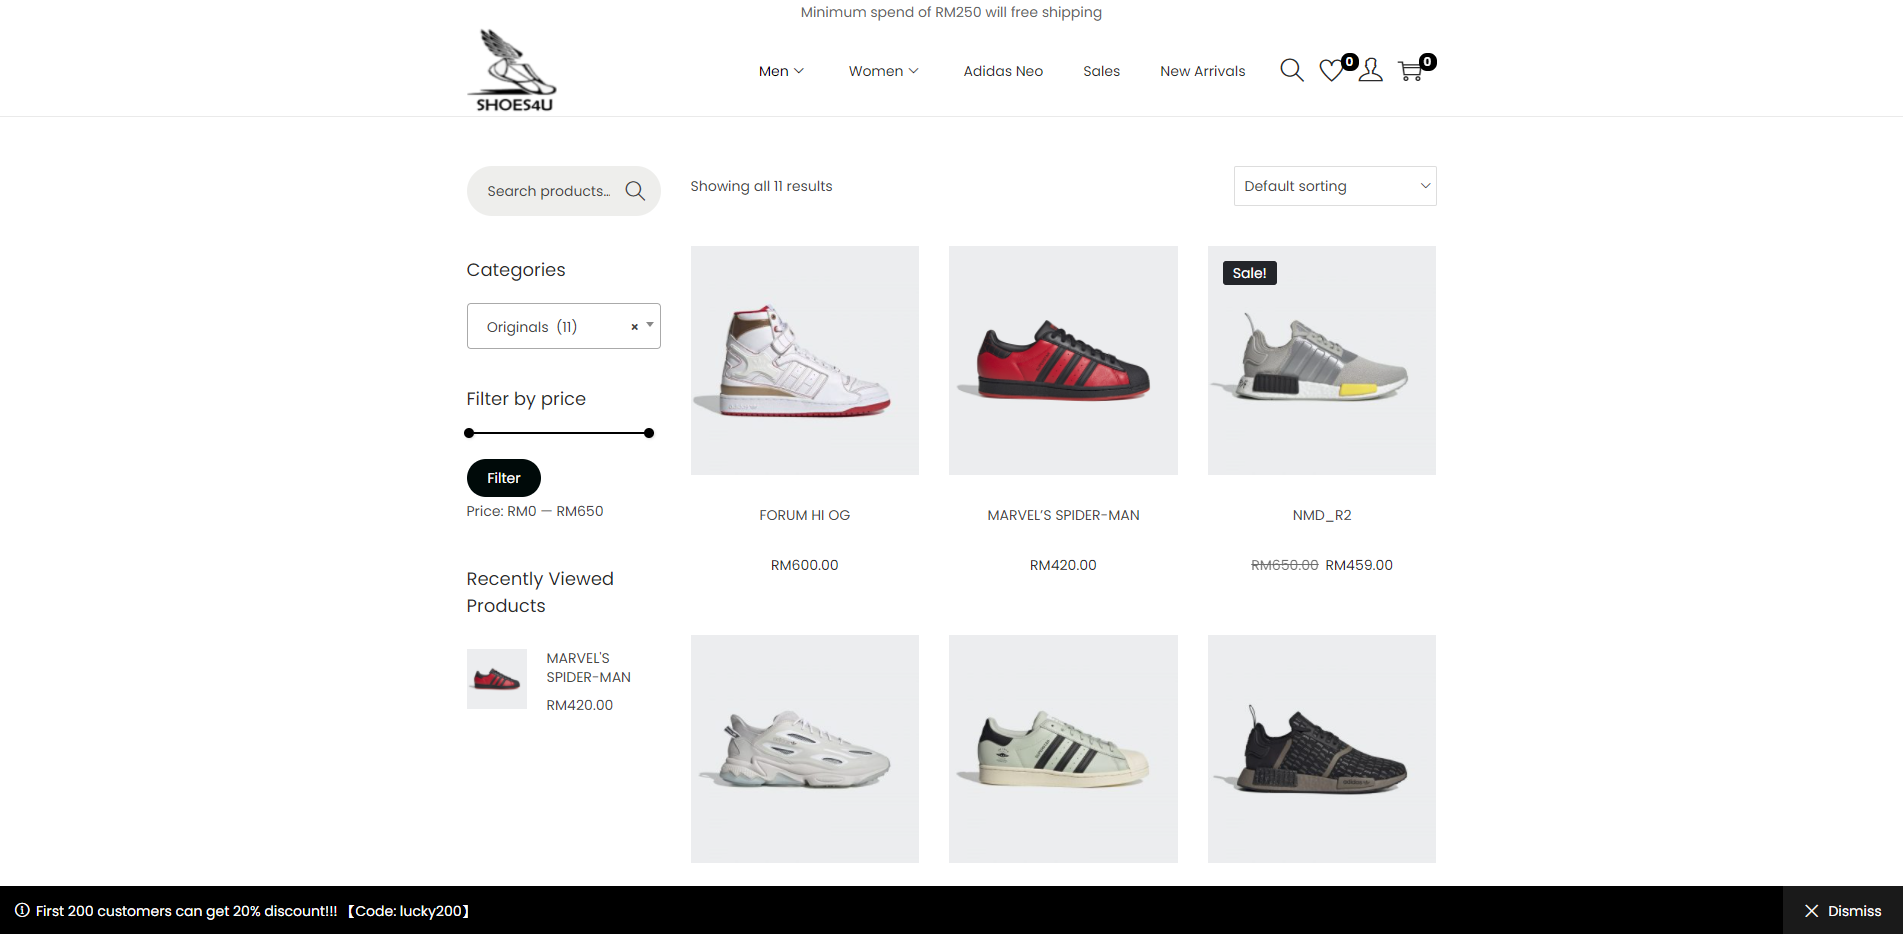 Minimum spend of RM250 will free shipping
SHOES4U
Men
Women
Adidas Neo
Sales
New Arrivals
0
0
Search products…
Showing all 11 results
Default sorting
Categories
Originals (11)
×
Filter by price
Filter
Price: RM0 — RM650
Recently Viewed
Products
MARVEL'S
SPIDER-MAN
RM420.00
Sale!
FORUM HI OG
MARVEL’S SPIDER-MAN
NMD_R2
RM600.00
RM420.00
RM650.00 RM459.00
First 200 customers can get 20% discount!!! 【Code: lucky200】
Dismiss